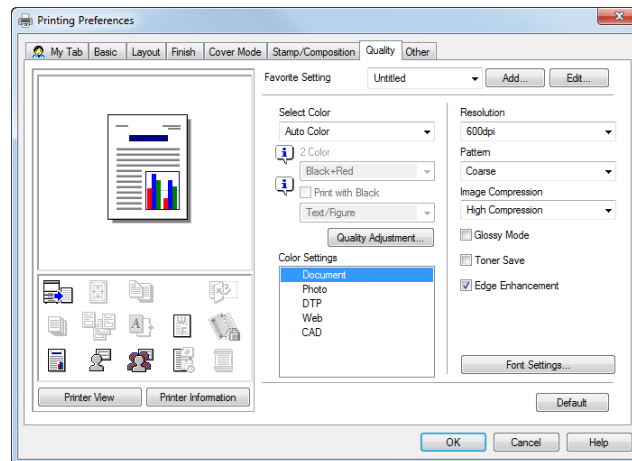 Printing Preferences
My Tab Basic Layout Finish Cover Mode Stamp/Composition Quality Other
Favorite Setting Untitled Add... Edit...
Select Color
Auto Color
2 Color
Black+Red
Print with Black
Text/Figure
Quality Adjustment...
Color Settings
Document
Photo
DTP
Web
CAD
Resolution
600dpi
Pattern
Coarse
Image Compression
High Compression
Glossy Mode
Toner Save
Edge Enhancement
Font Settings...
Printer View Printer Information
Default
OK Cancel Help